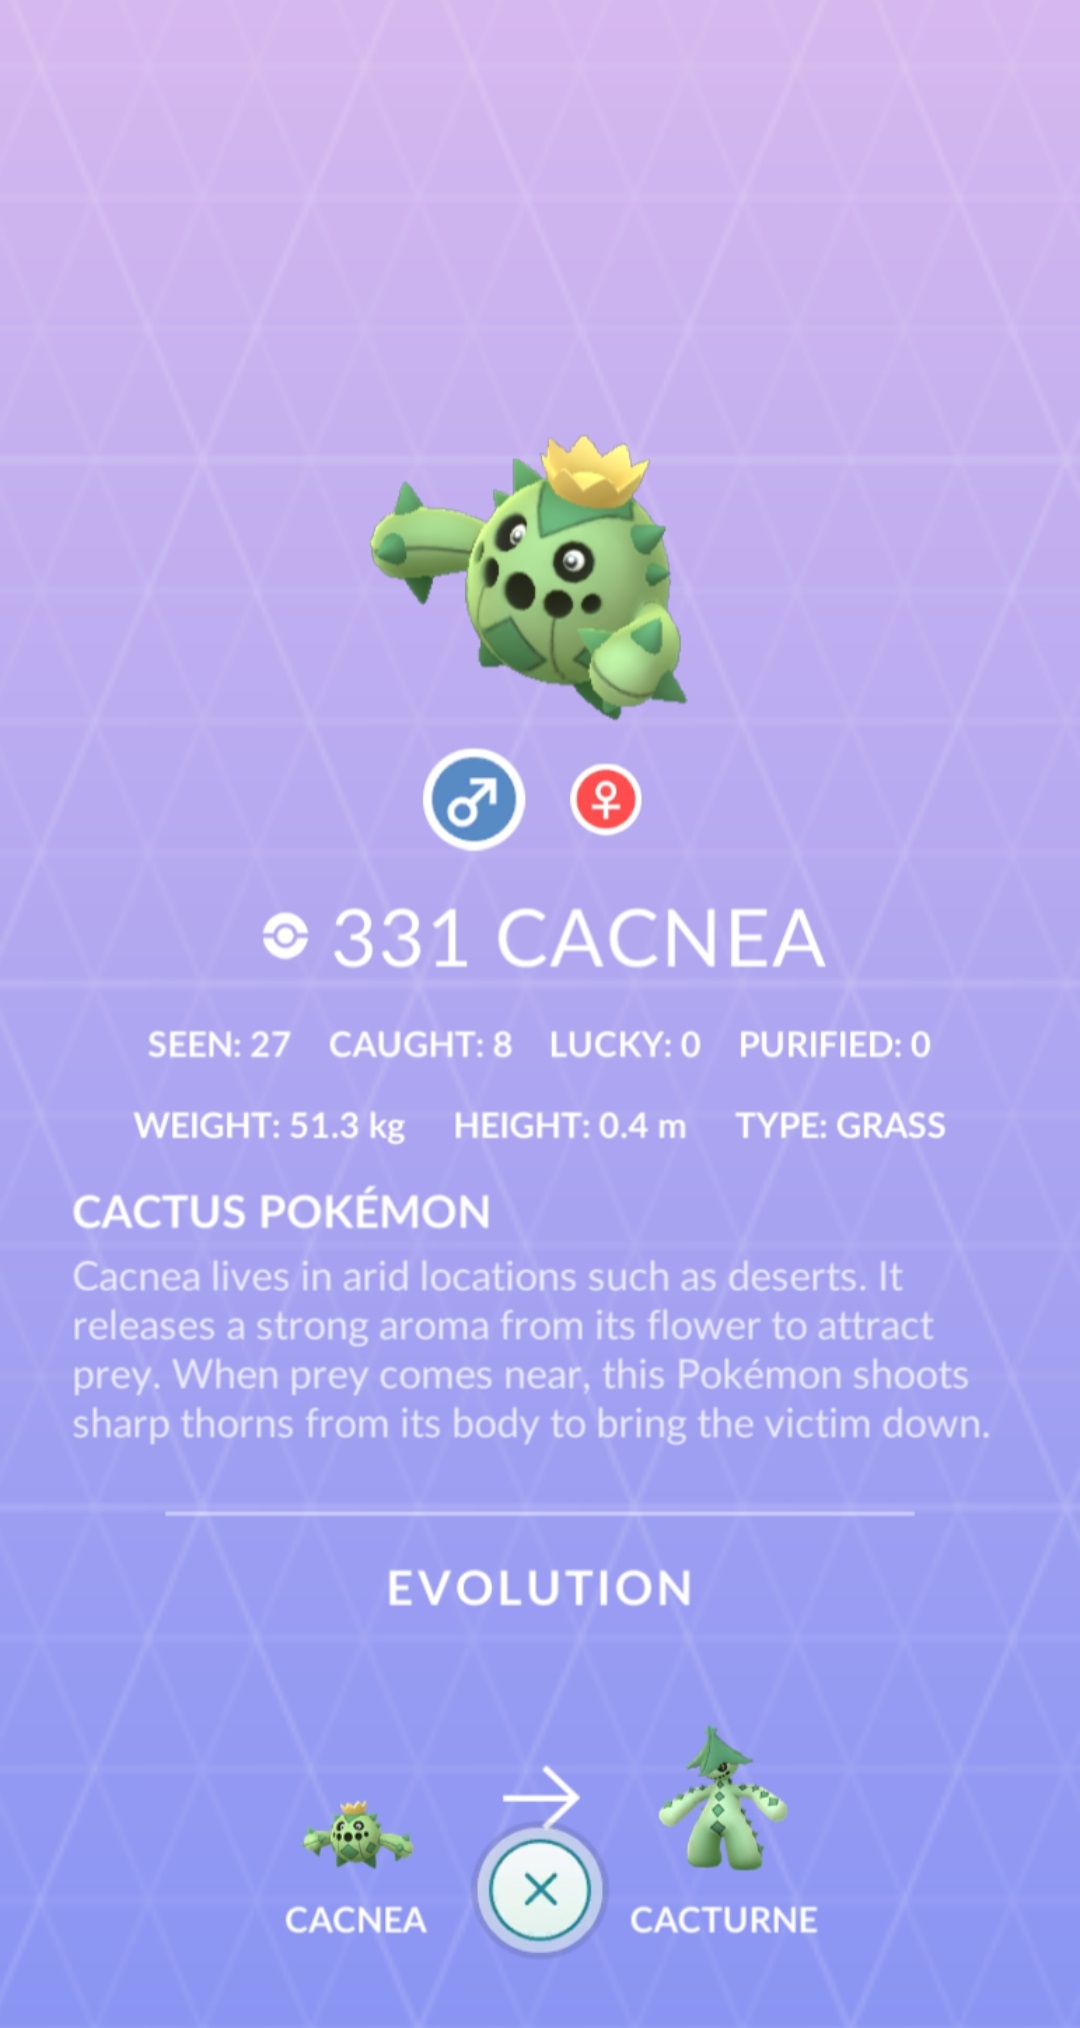 331 CACNEA
SEEN: 27 CAUGHT: 8 LUCKY: 0 PURIFIED: 0
WEIGHT: 51.3 kg HEIGHT: 0.4 m TYPE: GRASS
CACTUS POKÉMON
Cacnea lives in arid locations such as deserts. It
releases a strong aroma from its flower to attract
prey. When prey comes near, this Pokémon shoots
sharp thorns from its body to bring the victim down.
EVOLUTION
CACNEA CACTURNE